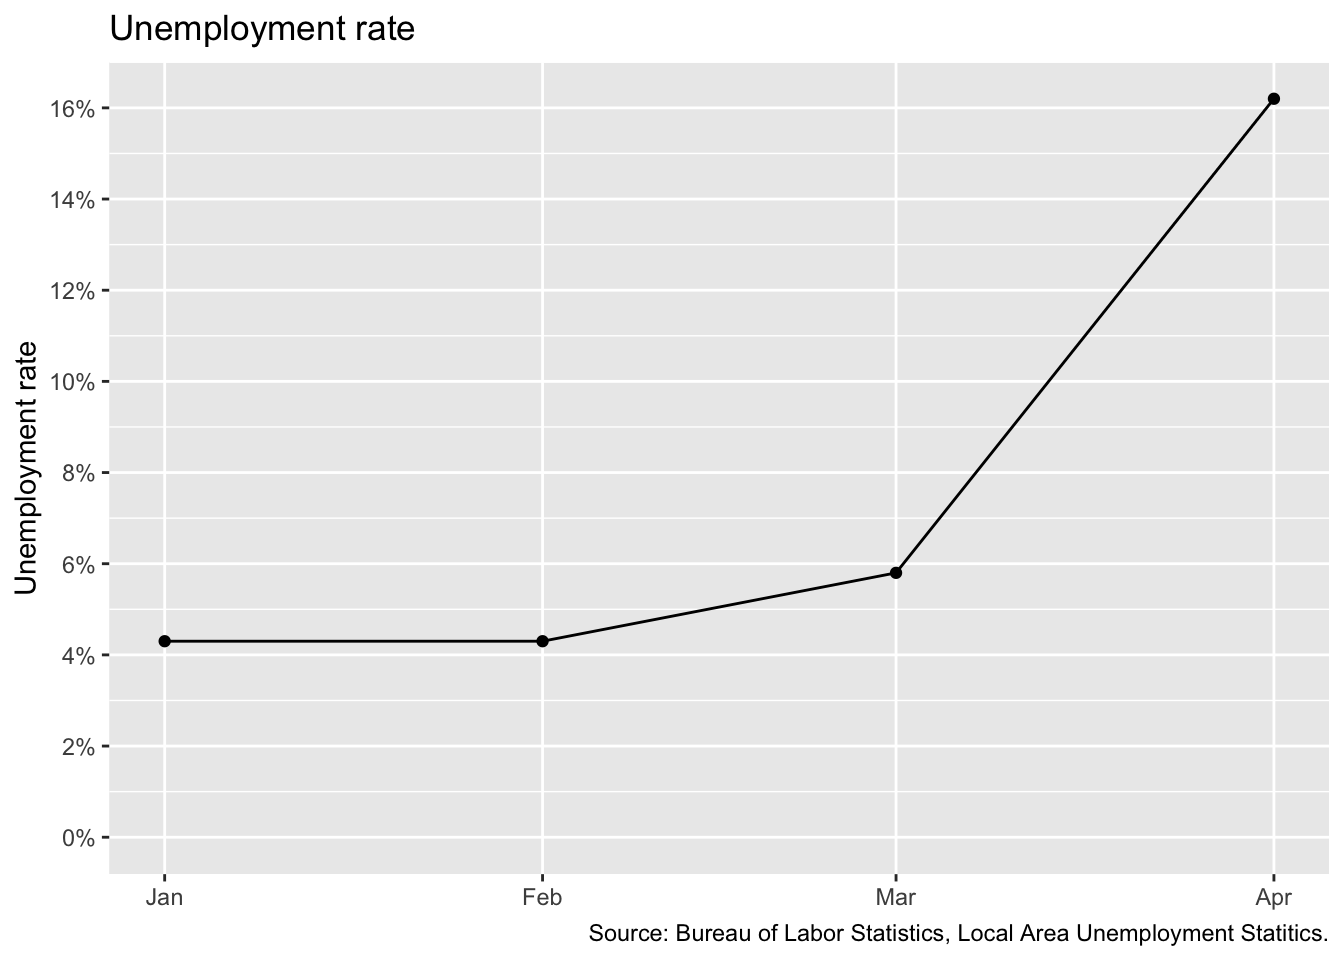 Unemployment rate
16%
14%
12%
10%
8%
6%
4%
2%
0%
Unemployment rate
Jan Feb Mar Apr
Source: Bureau of Labor Statistics, Local Area Unemployment Statitics.